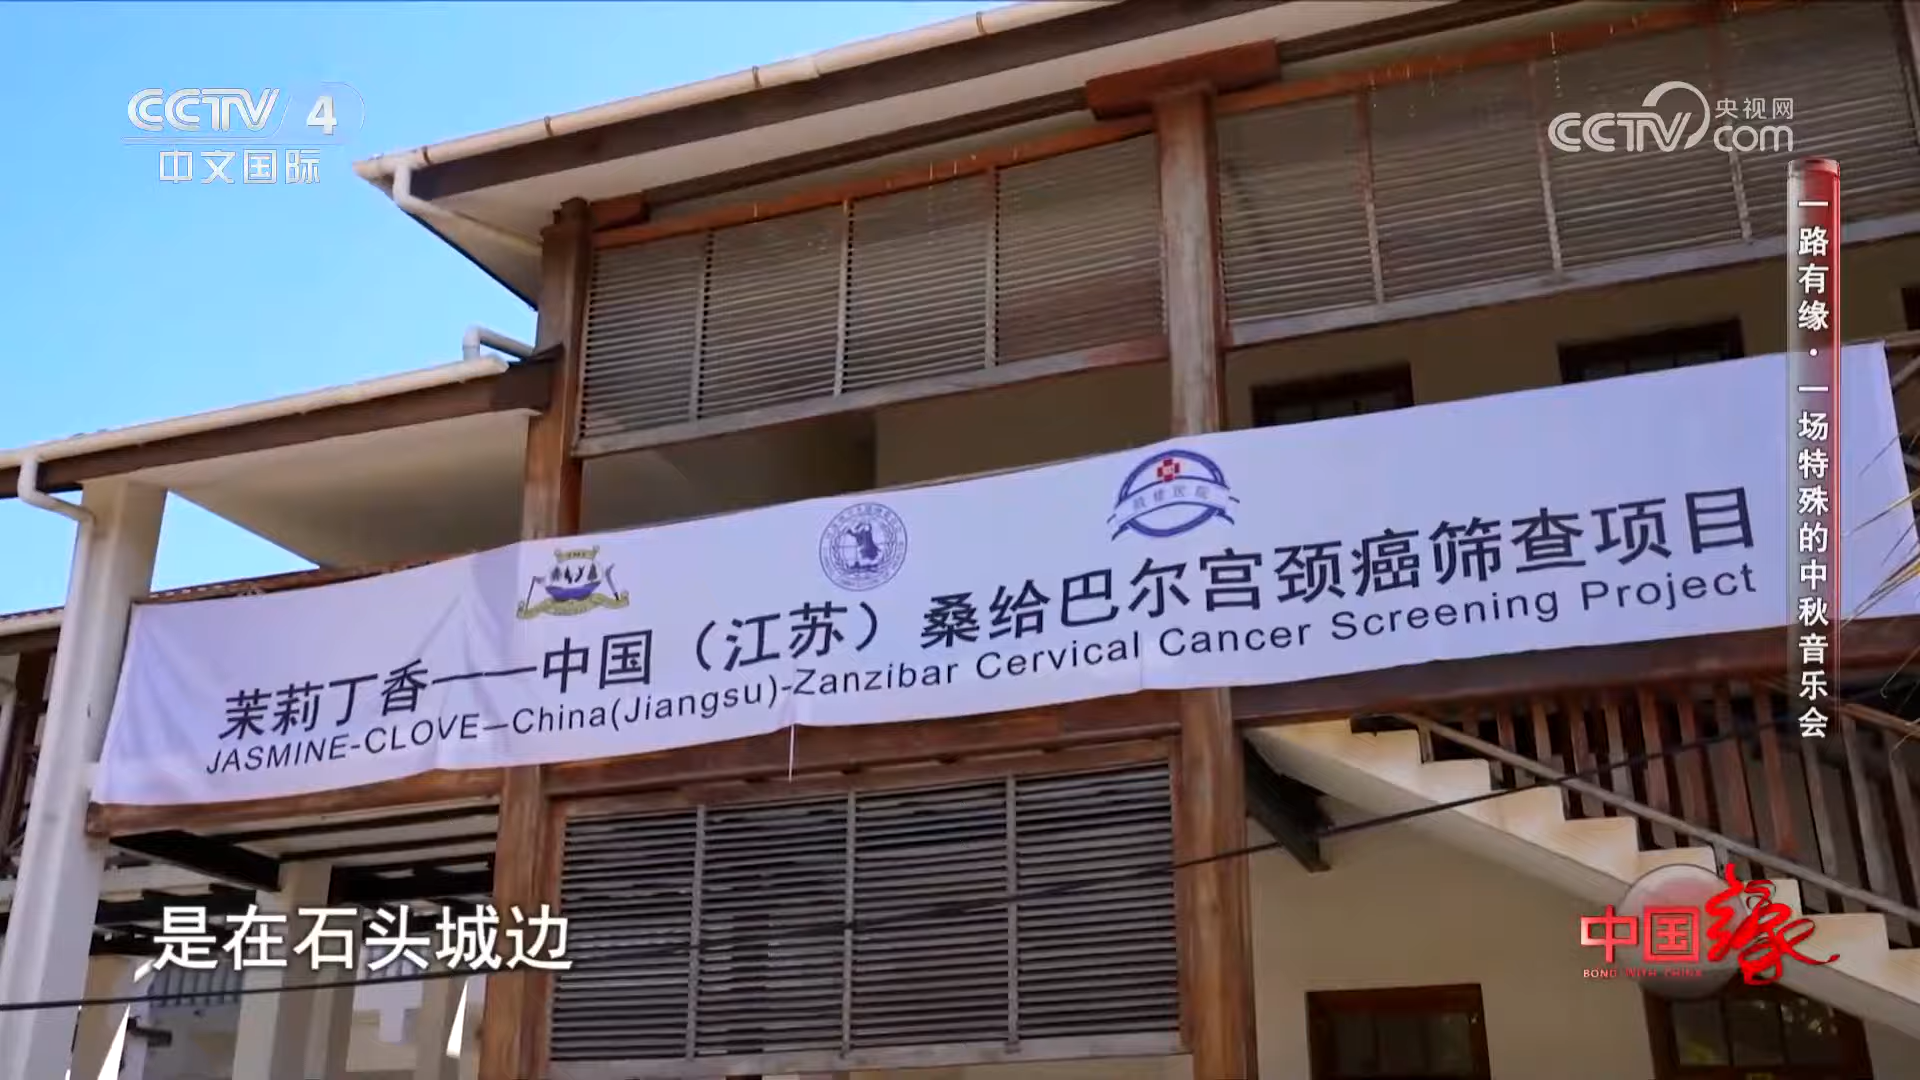 CCTV 4
中文国际
央视网
CCTV.com
一路有缘·一场特殊的中秋音乐会
茉莉丁香——中国（江苏）桑给巴尔宫颈癌筛查项目
JASMINE-CLOVE—China(Jiangsu)-Zanzibar Cervical Cancer Screening Project
是在石头城边
中国缘
BOND WITH CHINA